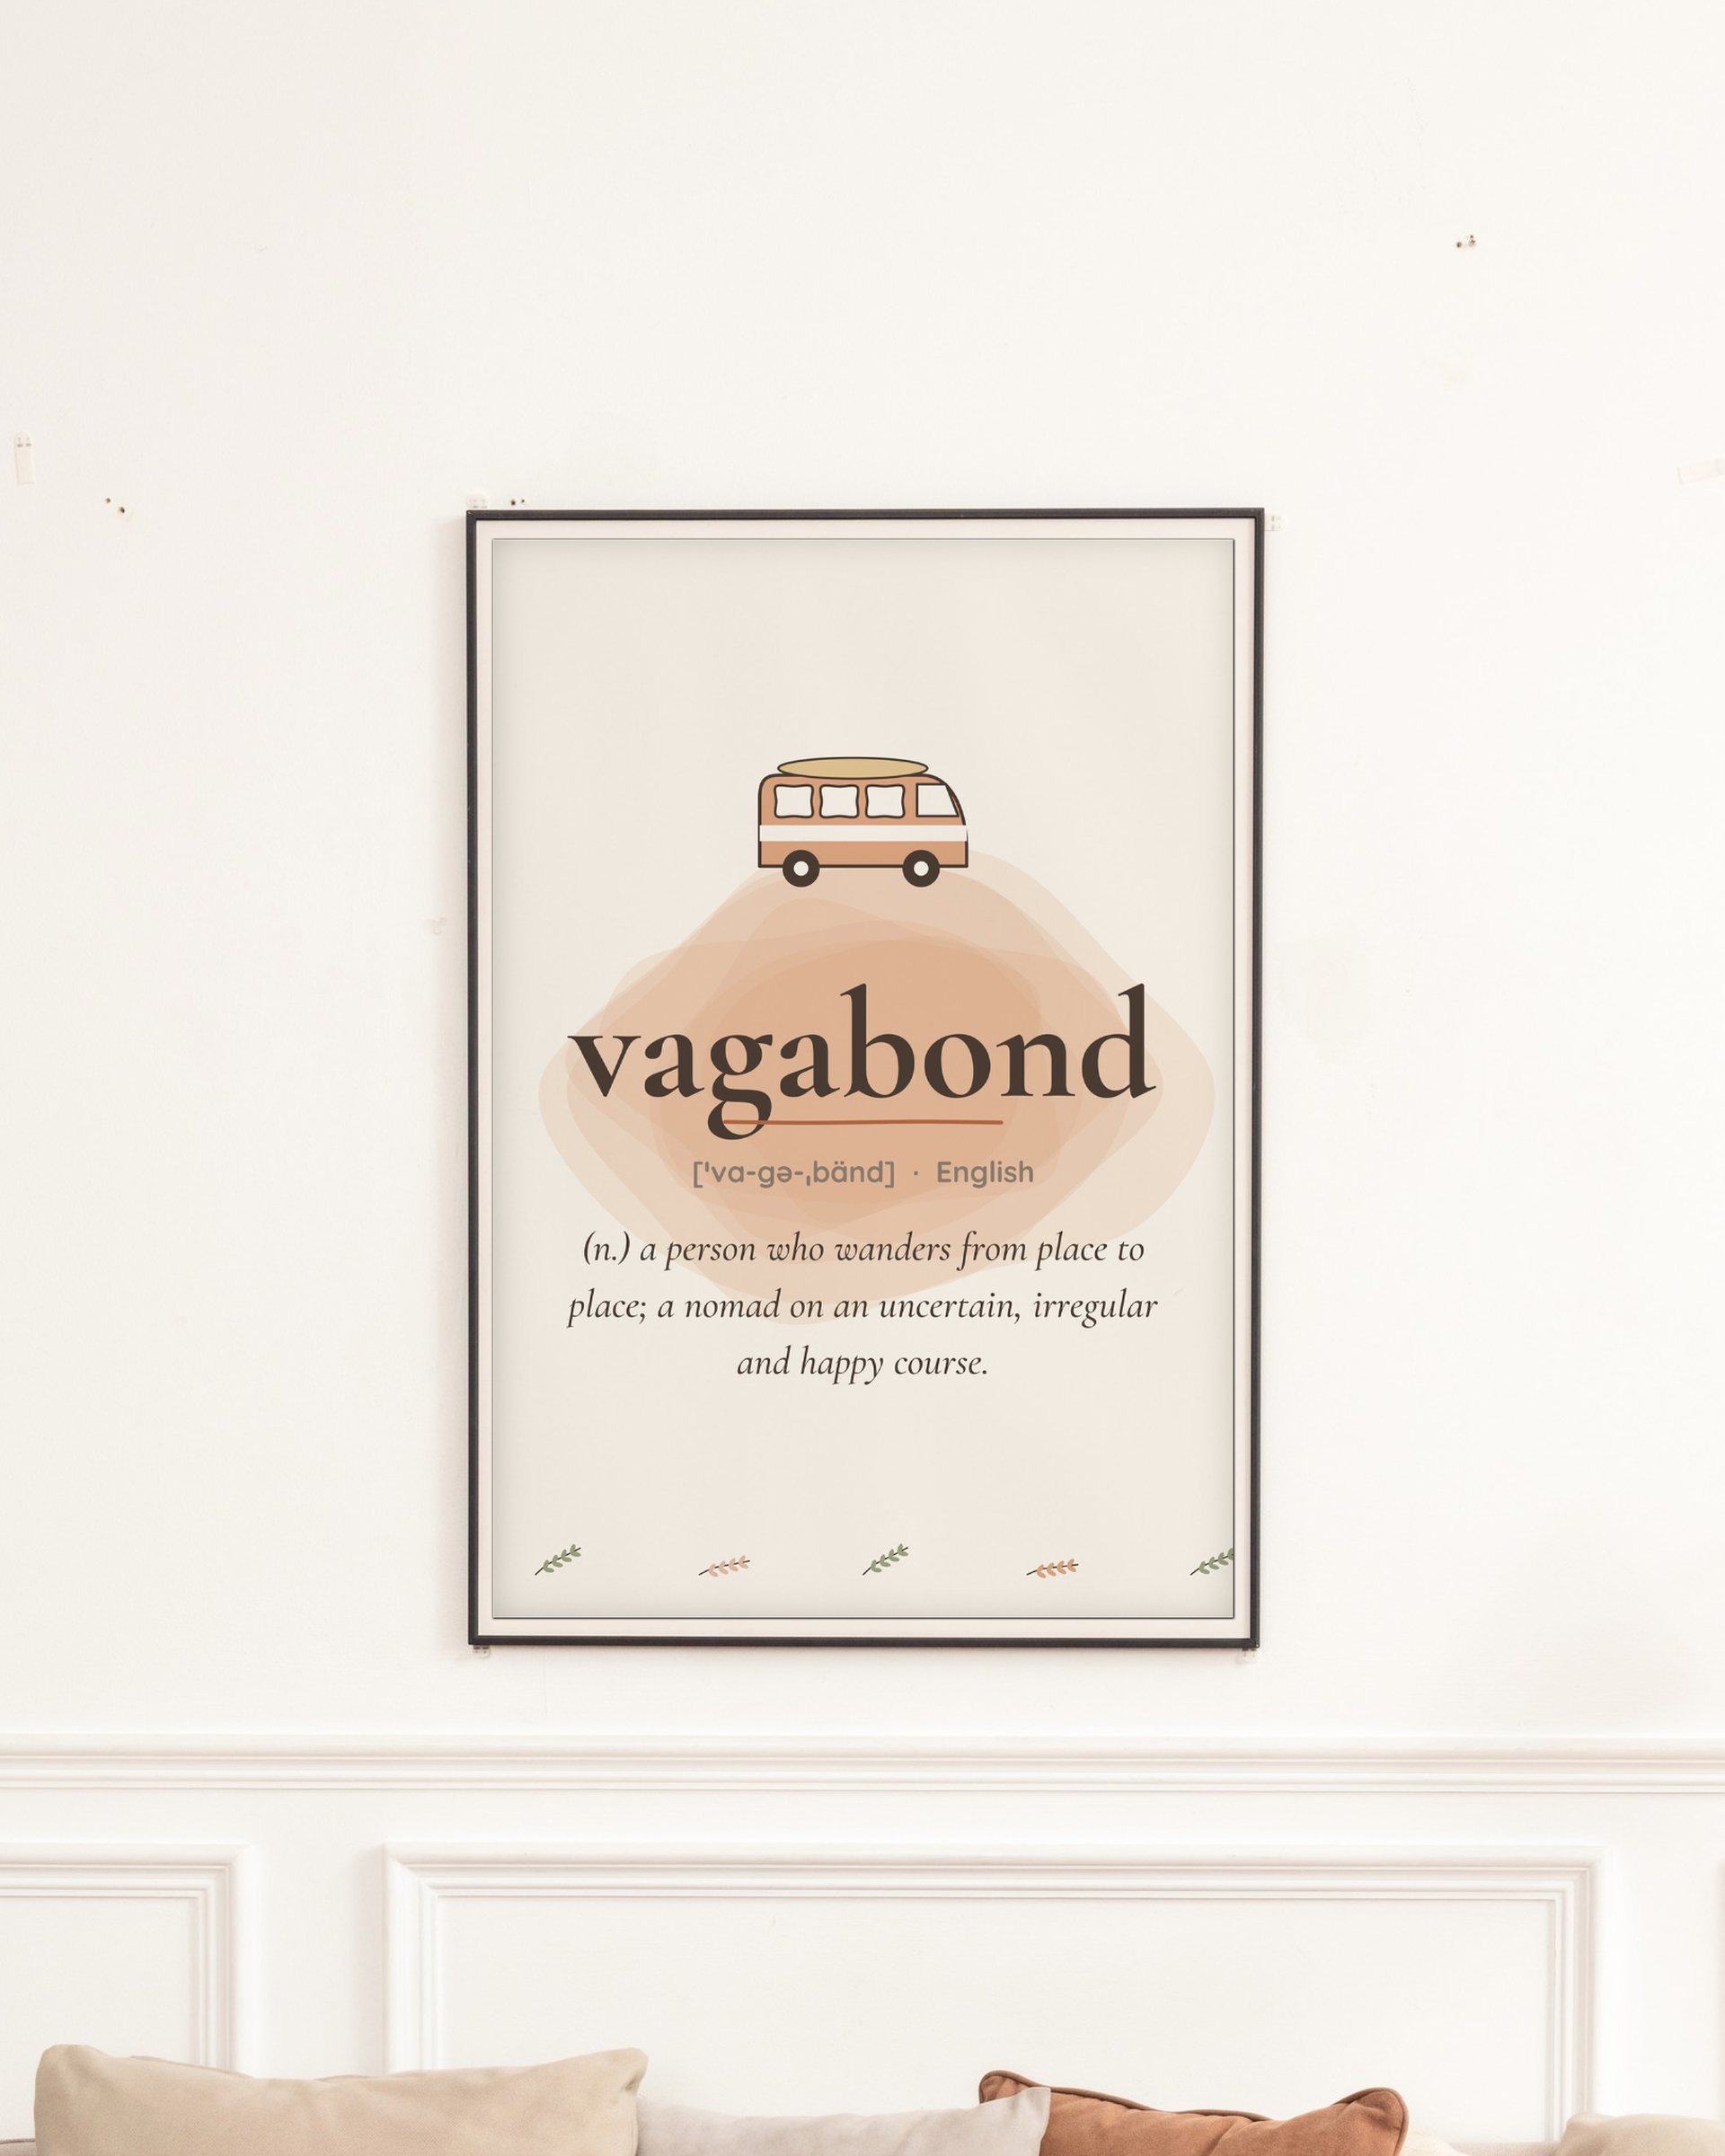 vagabond
['va-gə-ˌbänd] · English
(n.) a person who wanders from place to
place; a nomad on an uncertain, irregular
and happy course.